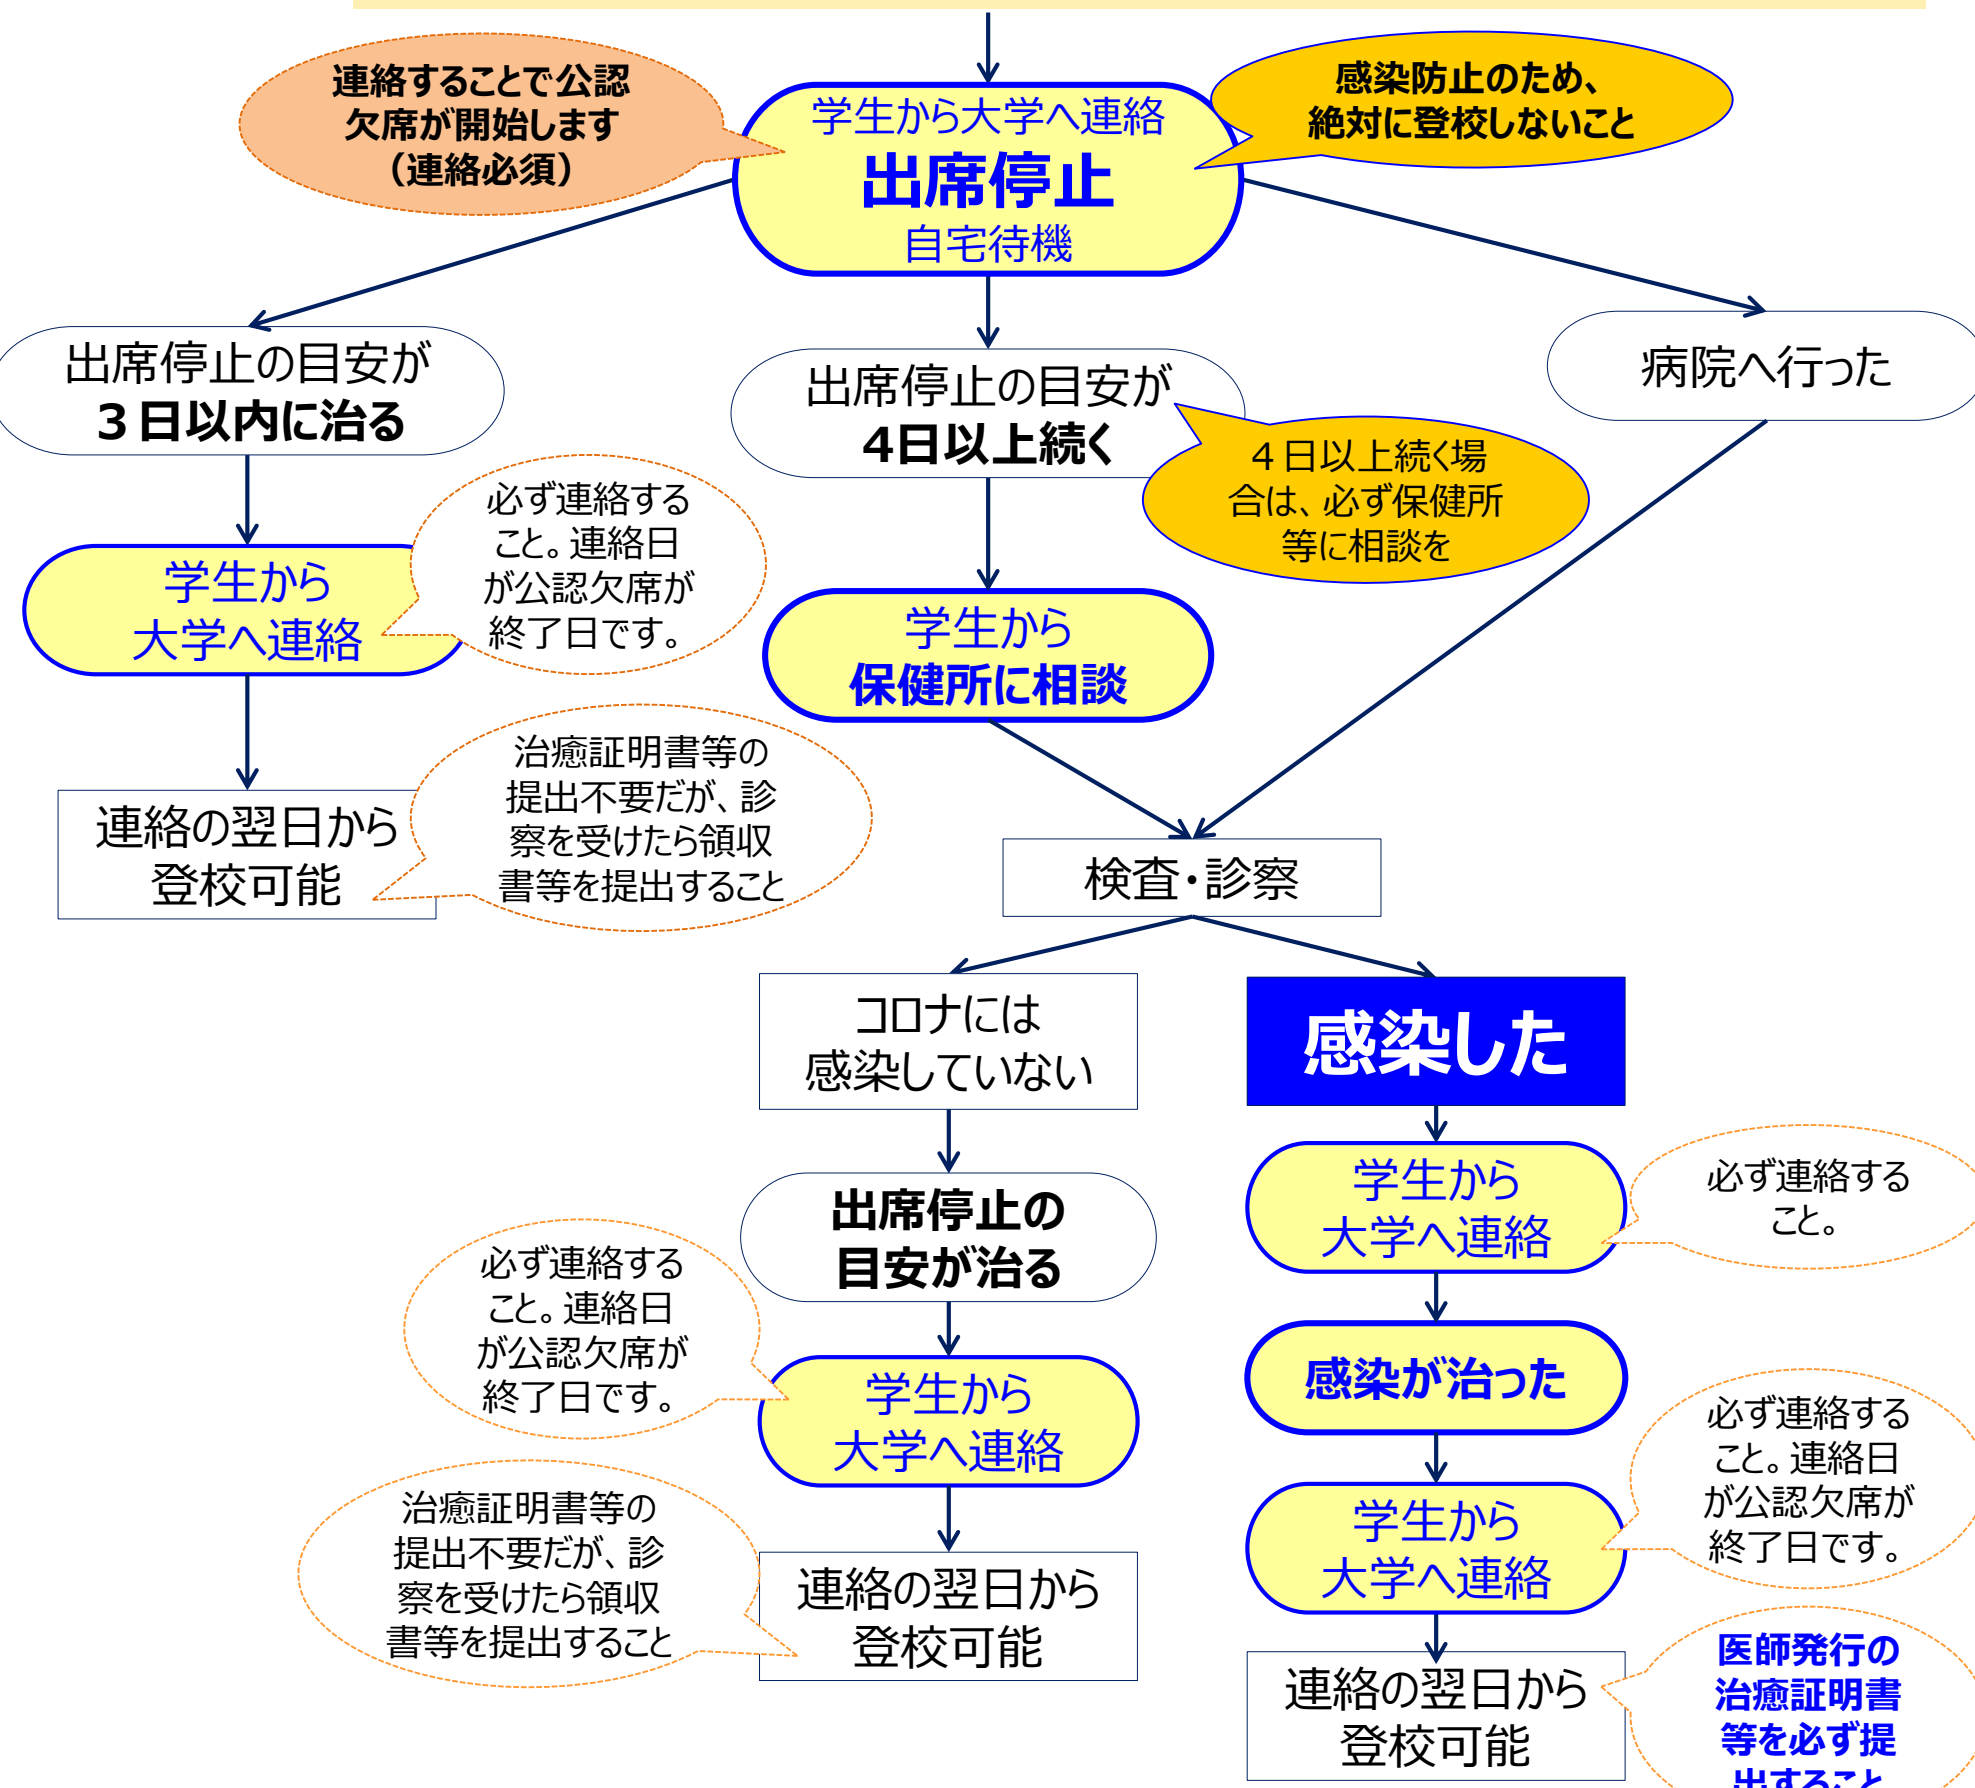 連絡することで公認
欠席が開始します
（連絡必須）
学生から大学へ連絡
出席停止
自宅待機
感染防止のため、
絶対に登校しないこと
出席停止の目安が
３日以内に治る
出席停止の目安が
4日以上続く
病院へ行った
４日以上続く場
合は、必ず保健所
等に相談を
必ず連絡する
こと。連絡日
が公認欠席が
終了日です。
学生から
大学へ連絡
学生から
保健所に相談
治癒証明書等の
提出不要だが、診
察を受けたら領収
書等を提出すること
連絡の翌日から
登校可能
検査・診察
コロナには
感染していない
感染した
学生から
大学へ連絡
必ず連絡する
こと。
出席停止の
目安が治る
必ず連絡する
こと。連絡日
が公認欠席が
終了日です。
感染が治った
学生から
大学へ連絡
必ず連絡する
こと。連絡日
が公認欠席が
終了日です。
学生から
大学へ連絡
治癒証明書等の
提出不要だが、診
察を受けたら領収
書等を提出すること
連絡の翌日から
登校可能
連絡の翌日から
登校可能
医師発行の
治癒証明書
等を必ず提
出すること